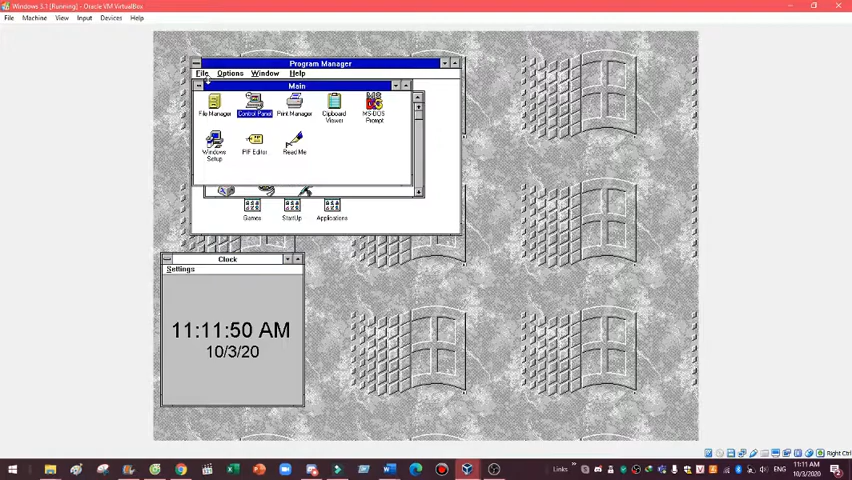 Windows 3.1 [Running] - Oracle VM VirtualBox
File Machine View Input Devices Help
Program Manager
File Options Window Help
Main
File Manager Control Panel Print Manager Clipboard Viewer MS-DOS Prompt
Windows Setup PIF Editor Read Me
Games StartUp Applications
Clock
Settings
11:11:50 AM
10/3/20
Right Ctrl
Links
ENG
11:11 AM
10/3/2020